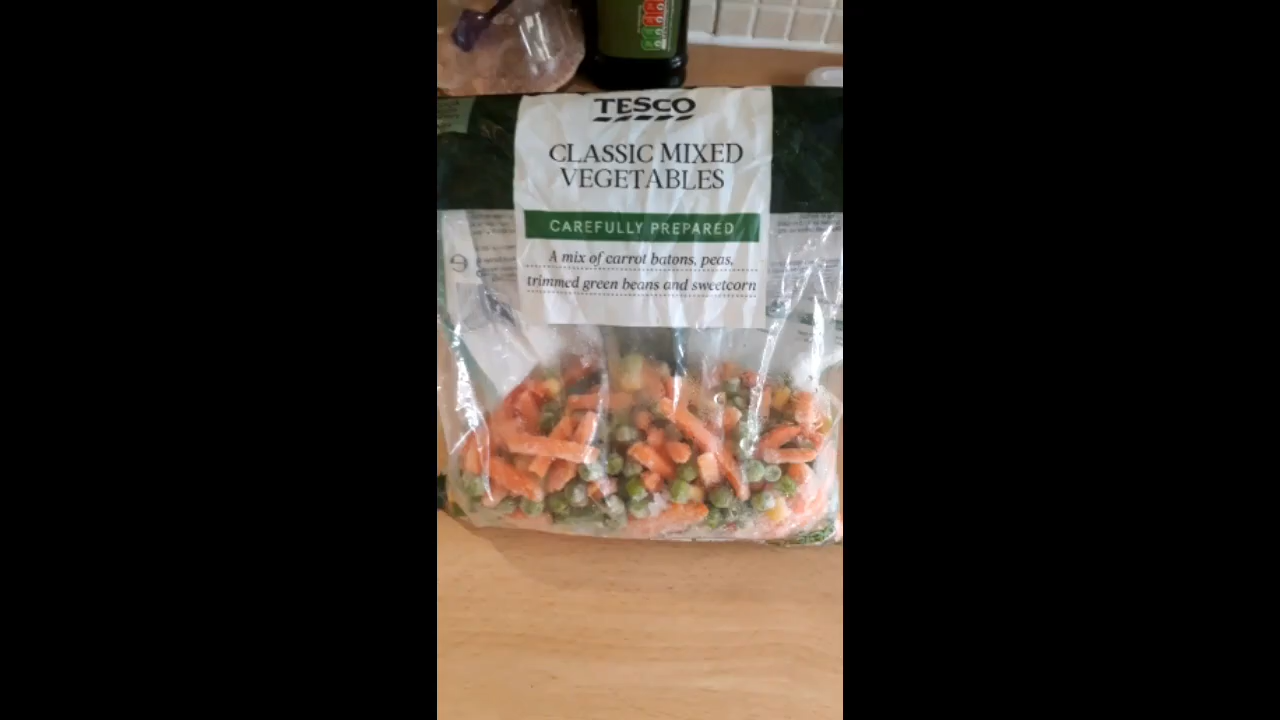 TESCO
CLASSIC MIXED
VEGETABLES
CAREFULLY PREPARED
A mix of carrot batons, peas,
trimmed green beans and sweetcorn